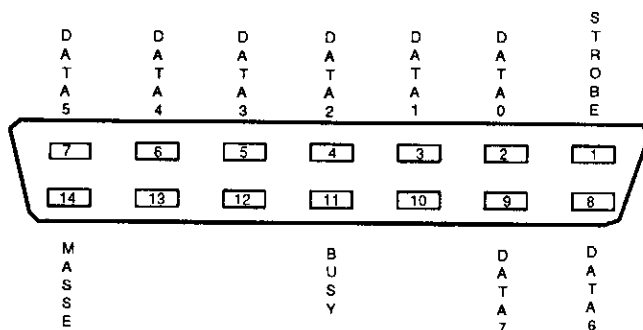 DATA5 DATA4 DATA3 DATA2 DATA1 DATA0 STROBE
7 6 5 4 3 2 1
14 13 12 11 10 9 8
MASSE BUSY DATA7 DATA6